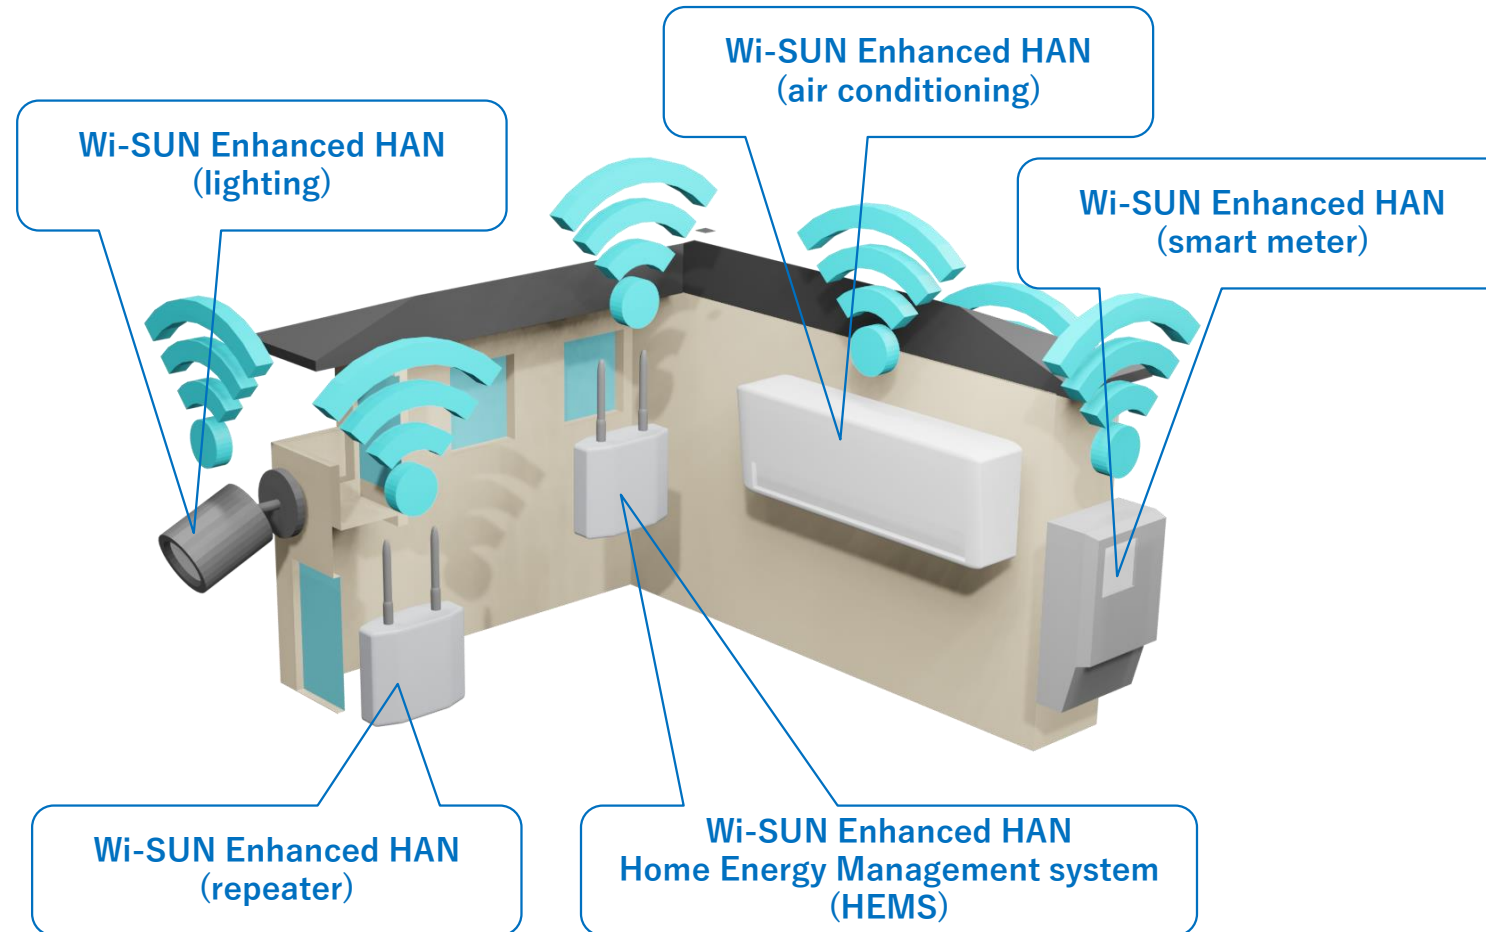 Wi-SUN Enhanced HAN
(air conditioning)
Wi-SUN Enhanced HAN
(lighting)
Wi-SUN Enhanced HAN
(smart meter)
Wi-SUN Enhanced HAN
(repeater)
Wi-SUN Enhanced HAN
Home Energy Management system
(HEMS)